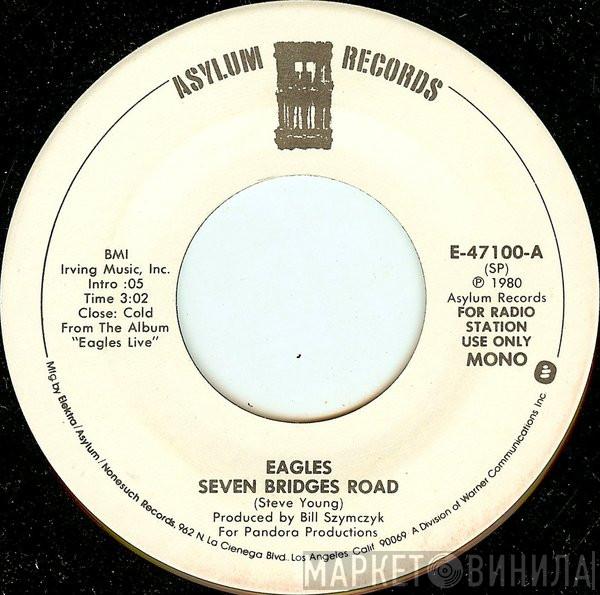 ASYLUM RECORDS
BMI
Irving Music, Inc.
Intro :05
Time 3:02
Close: Cold
From The Album
"Eagles Live"
E-47100-A
(SP)
℗ 1980
Asylum Records
FOR RADIO
STATION
USE ONLY
MONO
EAGLES
SEVEN BRIDGES ROAD
(Steve Young)
Produced by Bill Szymczyk
For Pandora Productions
Mfg by Elektra/Asylum/Nonesuch Records, 962 N. La Cienega Blvd. Los Angeles Calif 90069 A Division of Warner Communications Inc
МАРКЕТ ВИНИЛА